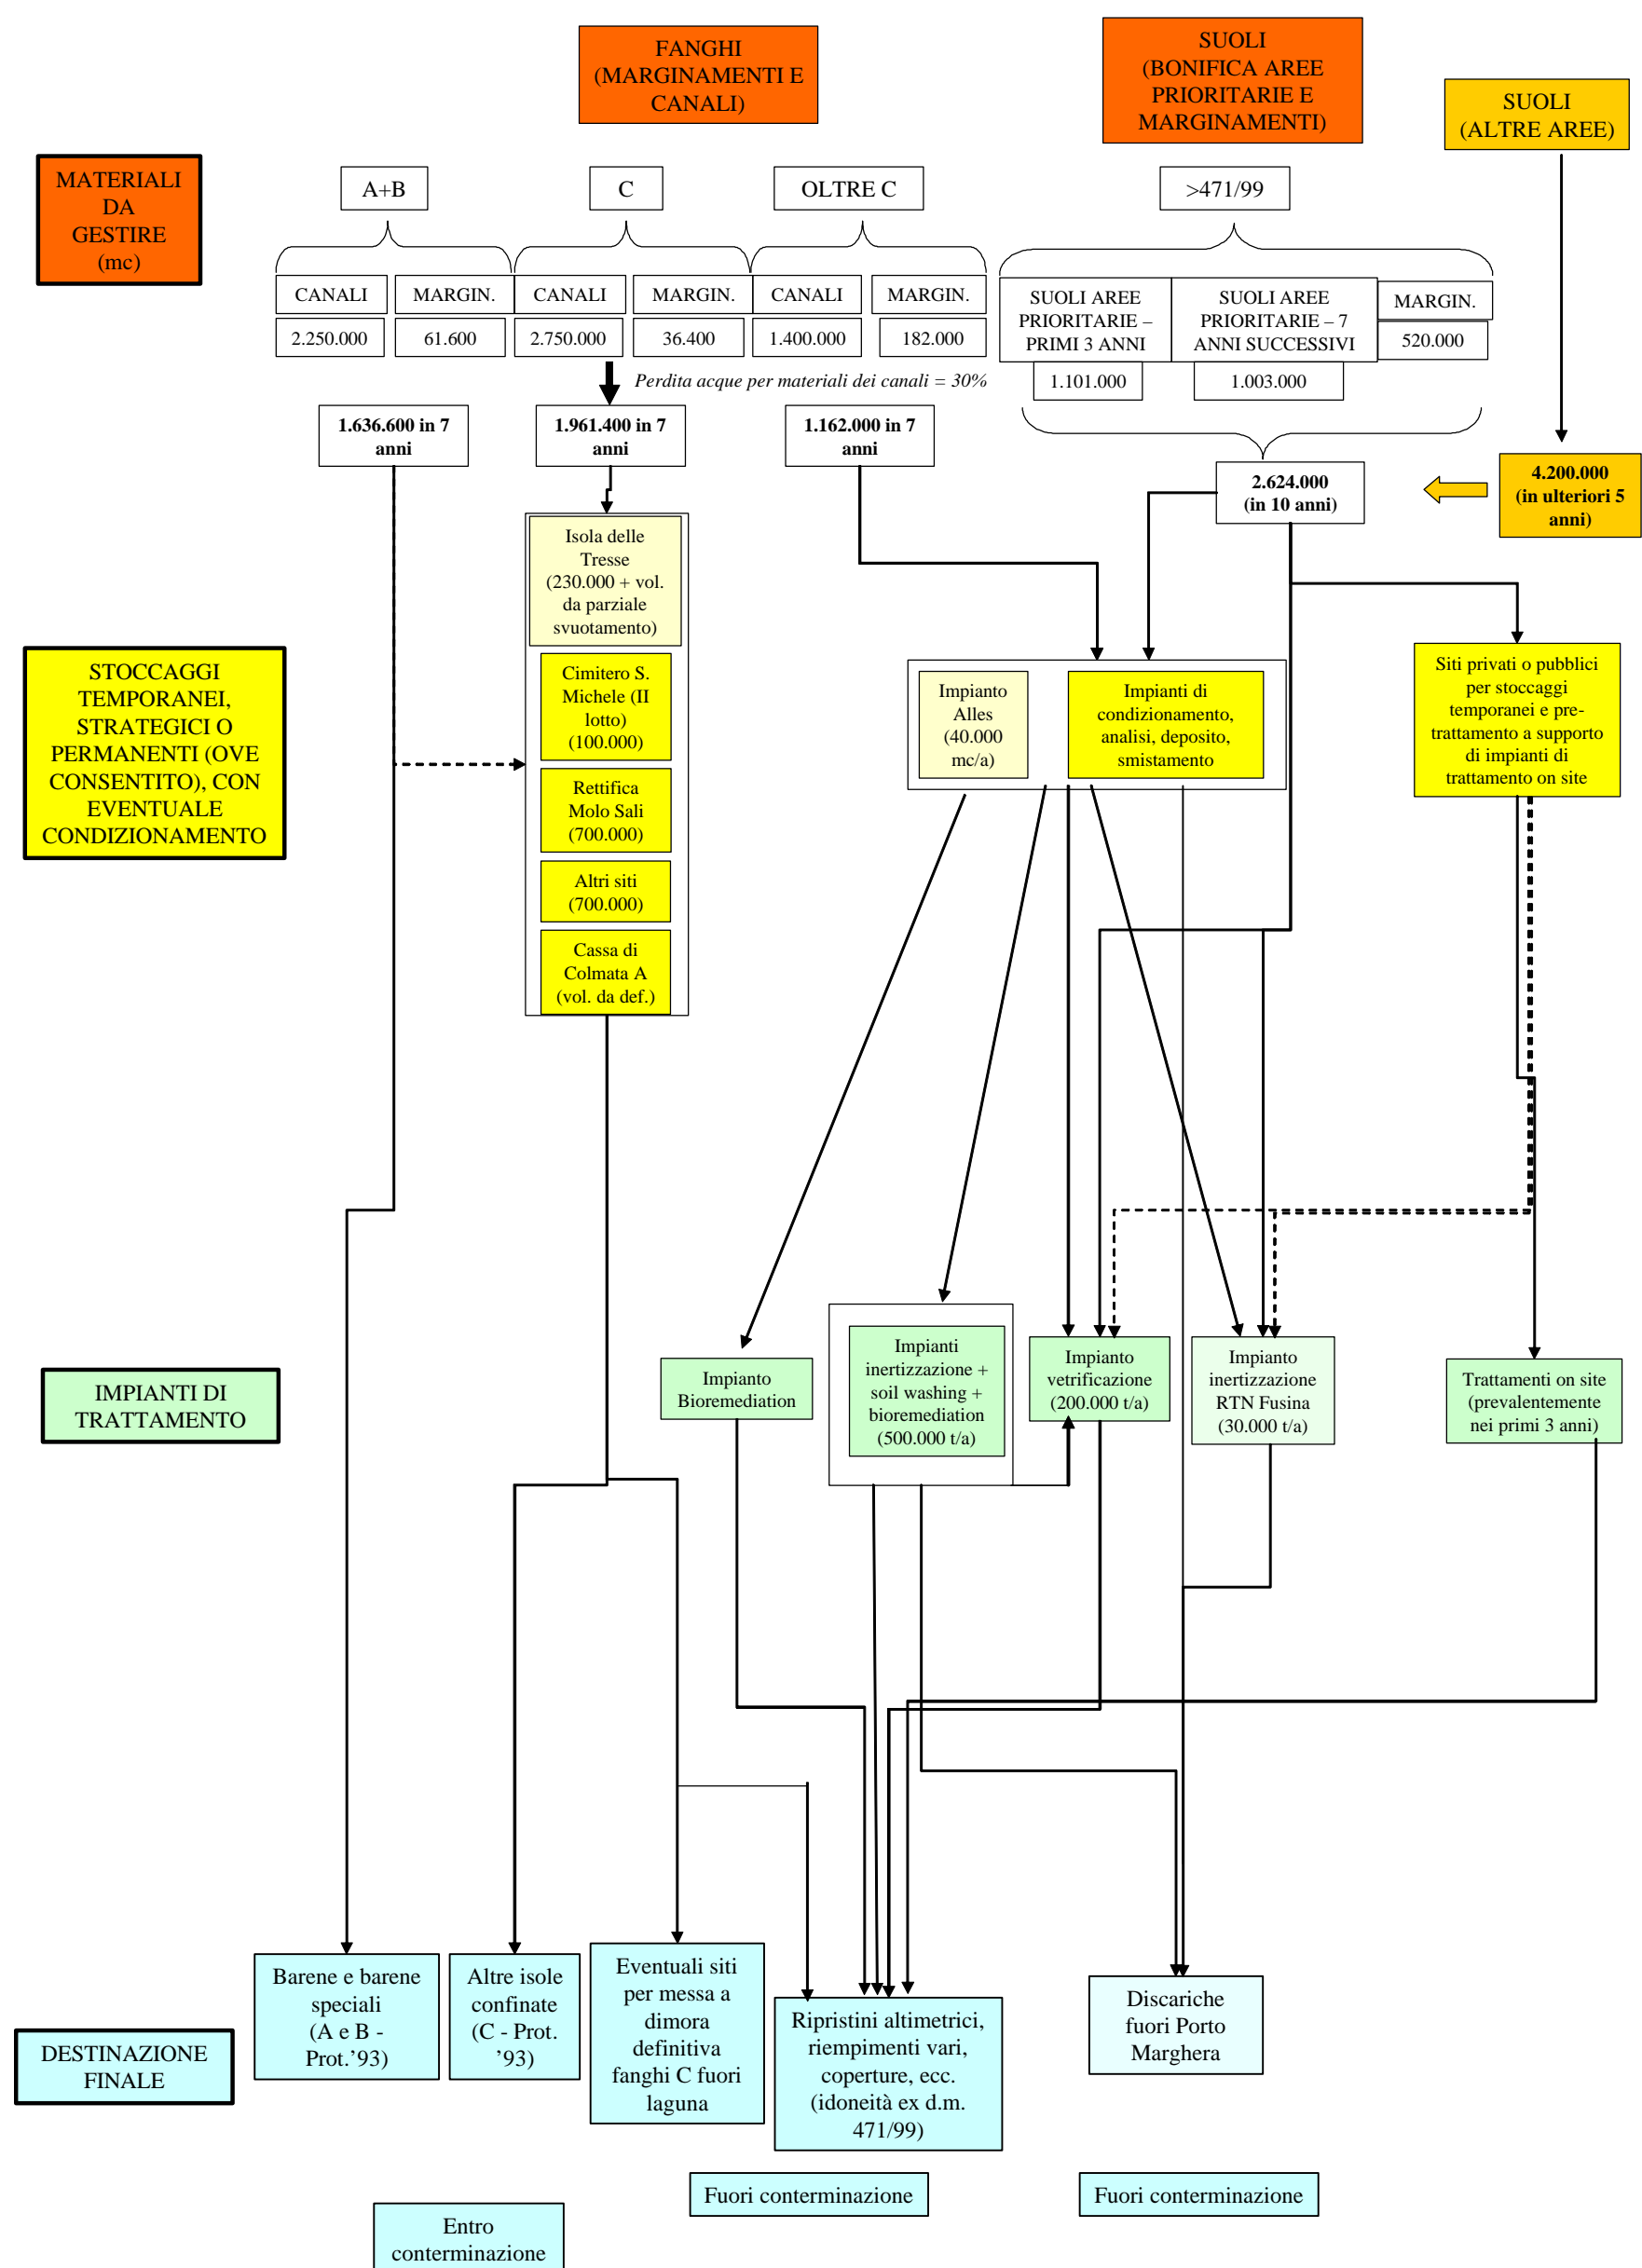 FANGHI
(MARGINAMENTI E
CANALI)
SUOLI
(BONIFICA AREE
PRIORITARIE E
MARGINAMENTI)
SUOLI
(ALTRE AREE)
MATERIALI
DA
GESTIRE
(mc)
A+B
C
OLTRE C
>471/99
CANALI
MARGIN.
CANALI
MARGIN.
CANALI
MARGIN.
2.250.000
61.600
2.750.000
36.400
1.400.000
182.000
SUOLI AREE
PRIORITARIE –
PRIMI 3 ANNI
1.101.000
SUOLI AREE
PRIORITARIE – 7
ANNI SUCCESSIVI
1.003.000
MARGIN.
520.000
Perdita acque per materiali dei canali = 30%
1.636.600 in 7
anni
1.961.400 in 7
anni
1.162.000 in 7
anni
2.624.000
(in 10 anni)
4.200.000
(in ulteriori 5
anni)
STOCCAGGI
TEMPORANEI,
STRATEGICI O
PERMANENTI (OVE
CONSENTITO), CON
EVENTUALE
CONDIZIONAMENTO
Isola delle
Tresse
(230.000 + vol.
da parziale
svuotamento)
Cimitero S.
Michele (II
lotto)
(100.000)
Rettifica
Molo Sali
(700.000)
Altri siti
(700.000)
Cassa di
Colmata A
(vol. da def.)
Impianto
Alles
(40.000
mc/a)
Impianti di
condizionamento,
analisi, deposito,
smistamento
Siti privati o pubblici
per stoccaggi
temporanei e pre-
trattamento a supporto
di impianti di
trattamento on site
IMPIANTI DI
TRATTAMENTO
Impianto
Bioremediation
Impianti
inertizzazione +
soil washing +
bioremediation
(500.000 t/a)
Impianto
vetrificazione
(200.000 t/a)
Impianto
inertizzazione
RTN Fusina
(30.000 t/a)
Trattamenti on site
(prevalentemente
nei primi 3 anni)
DESTINAZIONE
FINALE
Barene e barene
speciali
(A e B -
Prot.’93)
Altre isole
confinate
(C - Prot.
’93)
Eventuali siti
per messa a
dimora
definitiva
fanghi C fuori
laguna
Ripristini altimetrici,
riempimenti vari,
coperture, ecc.
(idoneità ex d.m.
471/99)
Discariche
fuori Porto
Marghera
Fuori conterminazione
Fuori conterminazione
Entro
conterminazione